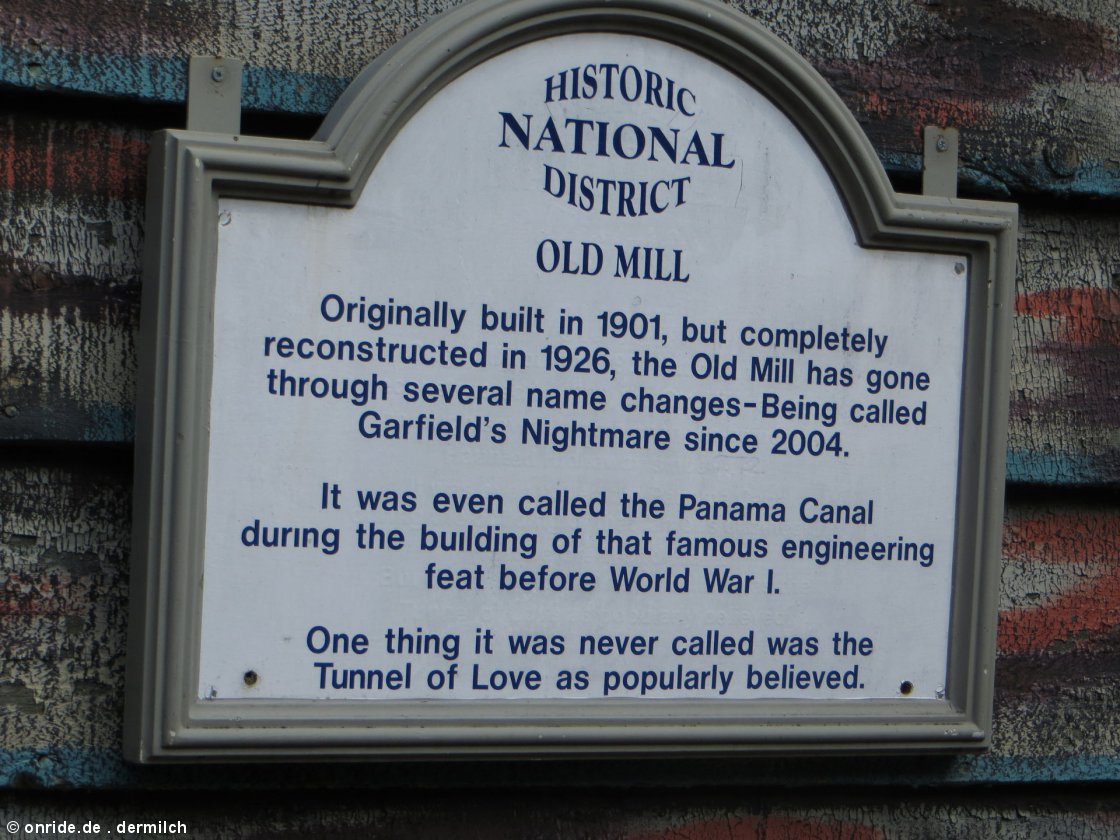 HISTORIC
NATIONAL
DISTRICT
OLD MILL
Originally built in 1901, but completely
reconstructed in 1926, the Old Mill has gone
through several name changes-Being called
Garfield's Nightmare since 2004.
It was even called the Panama Canal
during the building of that famous engineering
feat before World War I.
One thing it was never called was the
Tunnel of Love as popularly believed.
© onride.de . dermilch